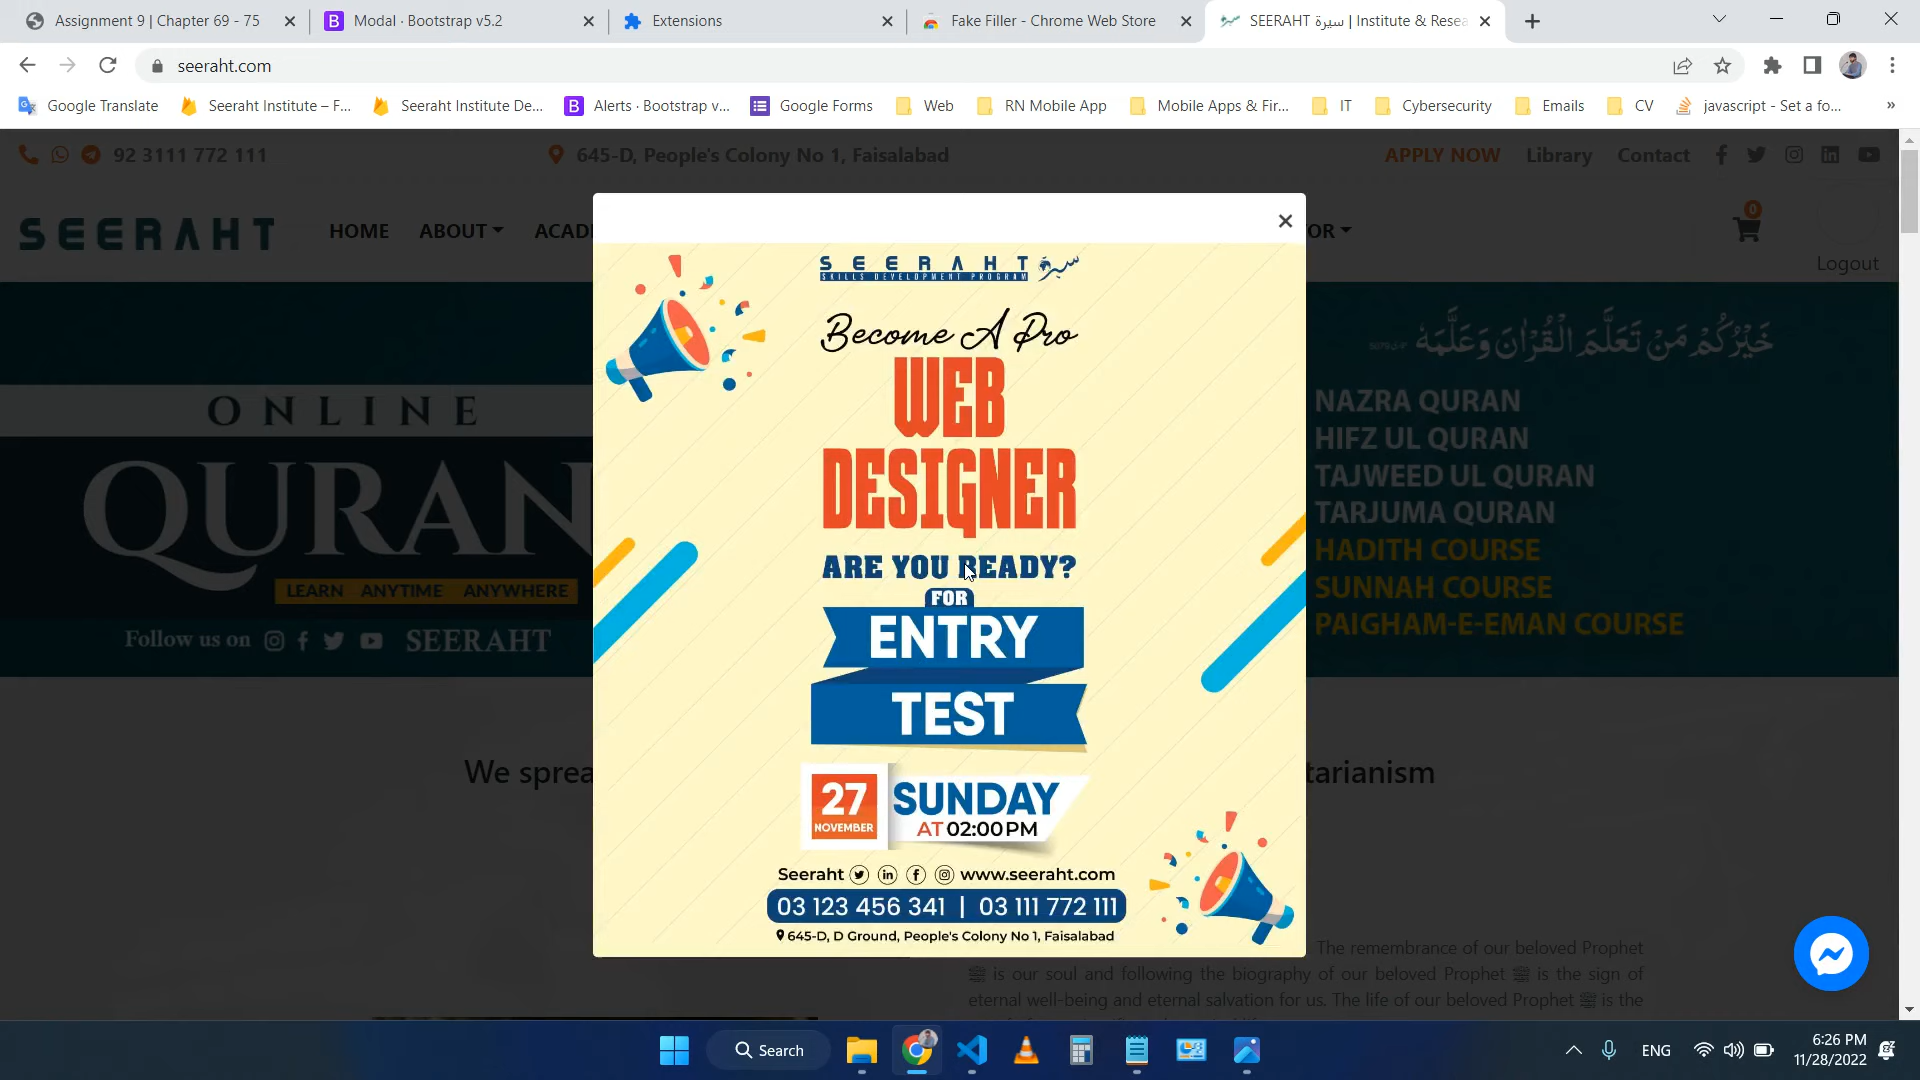 Assignment 9 | Chapter 69 - 75
Modal · Bootstrap v5.2
Extensions
Fake Filler - Chrome Web Store
SEERAHT سيرة | Institute & Resea
seeraht.com
Google Translate
Seeraht Institute – F...
Seeraht Institute De...
Alerts · Bootstrap v...
Google Forms
Web
RN Mobile App
Mobile Apps & Fir...
IT
Cybersecurity
Emails
CV
javascript - Set a fo...
»
92 3111 772 111
645-D, People's Colony No 1, Faisalabad
APPLY NOW
Library
Contact
SEERAHT
HOME
ABOUT
ACAD
OR
0
Logout
ONLINE
QURAN
LEARN ANYTIME ANYWHERE
Follow us on
SEERAHT
خَيْرُكُمْ مَنْ تَعَلَّمَ الْقُرْاٰنَ وَعَلَّمَهُ
NAZRA QURAN
HIFZ UL QURAN
TAJWEED UL QURAN
TARJUMA QURAN
HADITH COURSE
SUNNAH COURSE
PAIGHAM-E-EMAN COURSE
SEERAHT سيرة
SKILLS DEVELOPMENT PROGRAM
Become A Pro
WEB
DESIGNER
ARE YOU READY?
FOR
ENTRY
TEST
27
NOVEMBER
SUNDAY
AT 02:00 PM
Seeraht
www.seeraht.com
03 123 456 341 | 03 111 772 111
645-D, D Ground, People's Colony No 1, Faisalabad
We sprea
tarianism
The remembrance of our beloved Prophet
ﷺ is our soul and following the biography of our beloved Prophet ﷺ is the sign of
eternal well-being and eternal salvation for us. The life of our beloved Prophet ﷺ is the
Search
ENG
6:26 PM
11/28/2022